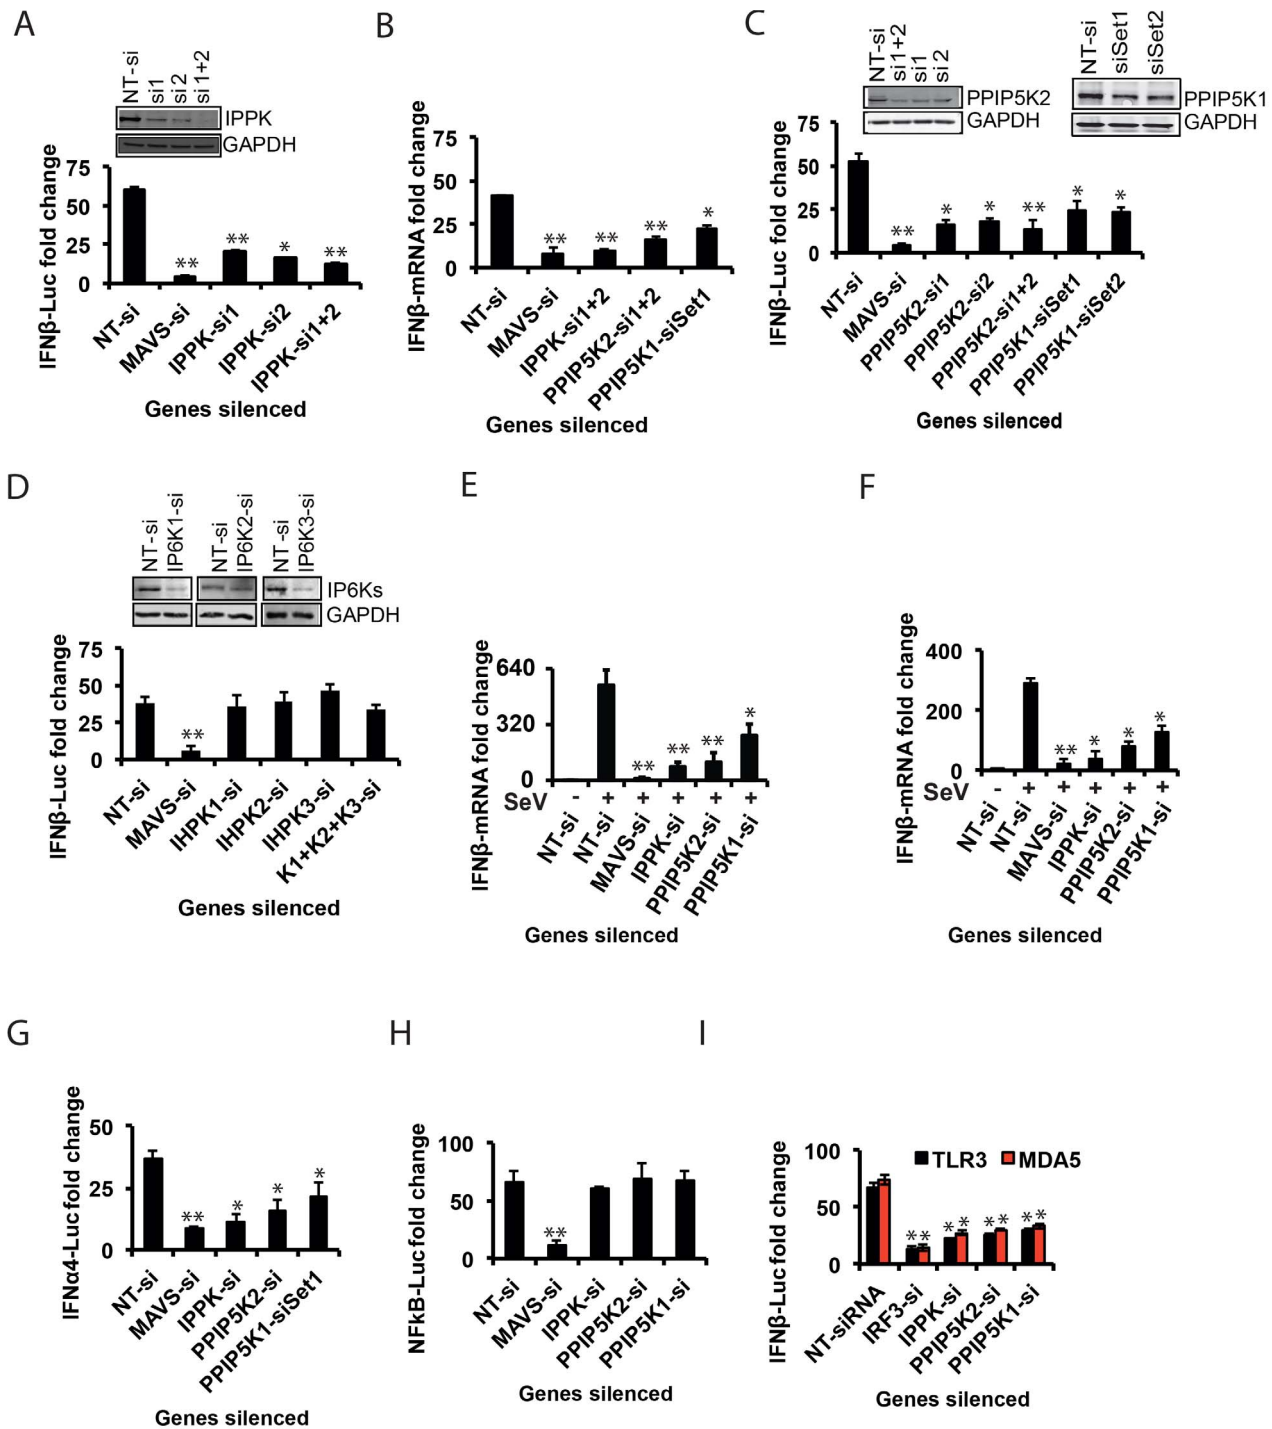 A
NT-si
si1
si 2
si 1+2
IPPK
GAPDH
IFNβ-Luc fold change
75
50
25
0
**
**
*
**
NT-si
MAVS-si
IPPK-si1
IPPK-si2
IPPK-si1+2
Genes silenced
B
IFNβ-mRNA fold change
75
50
25
0
**
**
**
*
NT-si
MAVS-si
IPPK-si1+2
PPIP5K2-si1+2
PPIP5K1-siSet1
Genes silenced
C
NT-si
si1+2
si1
si 2
PPIP5K2
GAPDH
NT-si
siSet1
siSet2
PPIP5K1
GAPDH
IFNβ-Luc fold change
75
50
25
0
**
*
*
**
*
*
NT-si
MAVS-si
PPIP5K2-si1
PPIP5K2-si2
PPIP5K2-si1+2
PPIP5K1-siSet1
PPIP5K1-siSet2
Genes silenced
D
NT-si
IP6K1-si
NT-si
IP6K2-si
NT-si
IP6K3-si
IP6Ks
GAPDH
IFNβ-Luc fold change
75
50
25
0
**
NT-si
MAVS-si
IHPK1-si
IHPK2-si
IHPK3-si
K1+K2+K3-si
Genes silenced
E
IFNβ-mRNA fold change
640
320
0
**
**
**
*
SeV - + + + + +
NT-si
NT-si
MAVS-si
IPPK-si
PPIP5K2-si
PPIP5K1-si
Genes silenced
F
IFNβ-mRNA fold change
400
200
0
**
*
*
*
SeV - + + + + +
NT-si
NT-si
MAVS-si
IPPK-si
PPIP5K2-si
PPIP5K1-si
Genes silenced
G
IFNα4-Luc fold change
50
25
0
**
*
*
*
NT-si
MAVS-si
IPPK-si
PPIP5K2-si
PPIP5K1-siSet1
Genes silenced
H
NFkB-Luc fold change
100
50
0
**
NT-si
MAVS-si
IPPK-si
PPIP5K2-si
PPIP5K1-si
Genes silenced
I
IFNβ-Luc fold change
100
50
0
TLR3 MDA5
* *
* *
* *
* *
NT-siRNA
IRF3-si
IPPK-si
PPIP5K2-si
PPIP5K1-si
Genes silenced